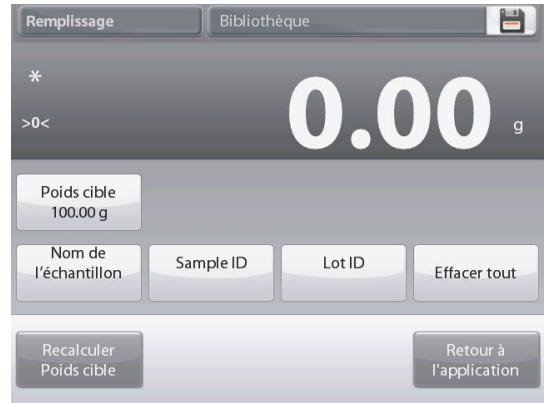 Remplissage
Bibliothèque
*
>0<
0.00 g
Poids cible
100.00 g
Nom de
l'échantillon
Sample ID
Lot ID
Effacer tout
Recalculer
Poids cible
Retour à
l'application